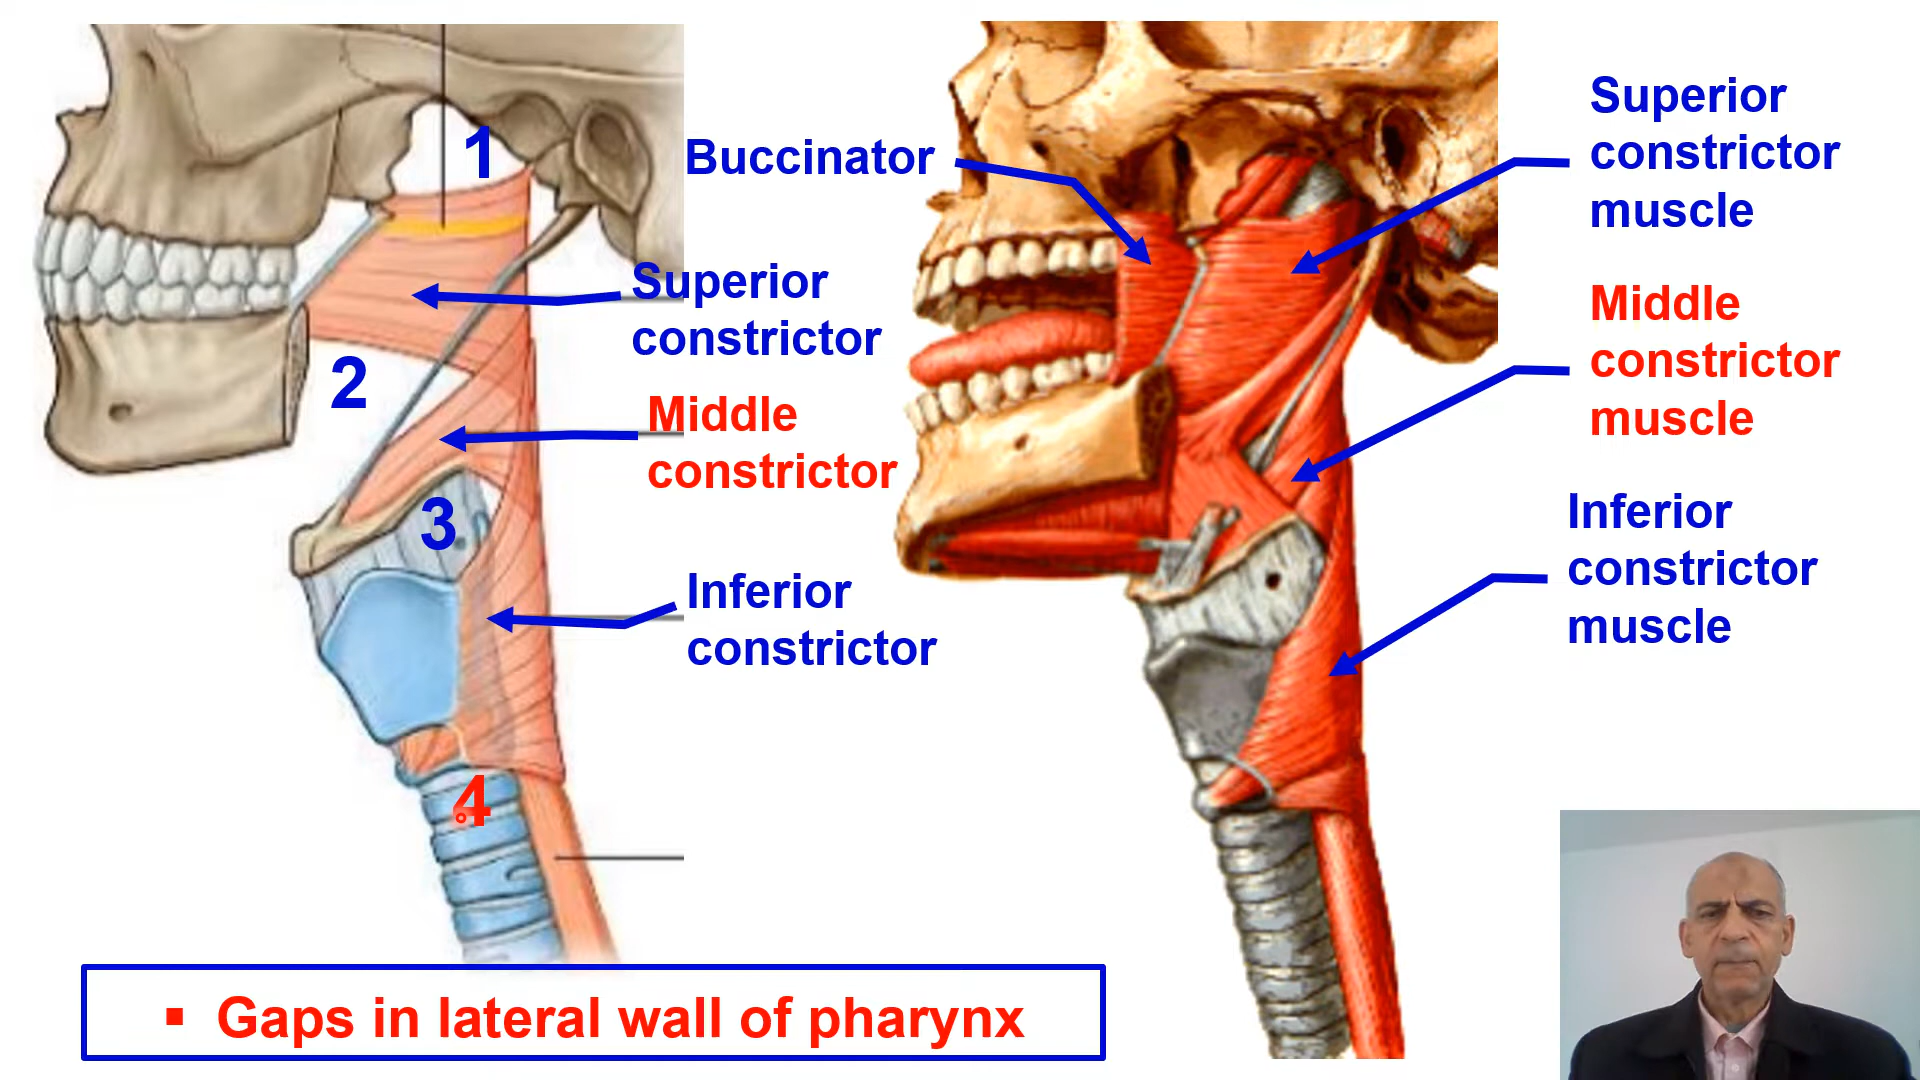 1
Buccinator
Superior
constrictor
muscle
Superior
constrictor
2
Middle
constrictor
muscle
Middle
constrictor
3
Inferior
constrictor
muscle
Inferior
constrictor
4
▪ Gaps in lateral wall of pharynx